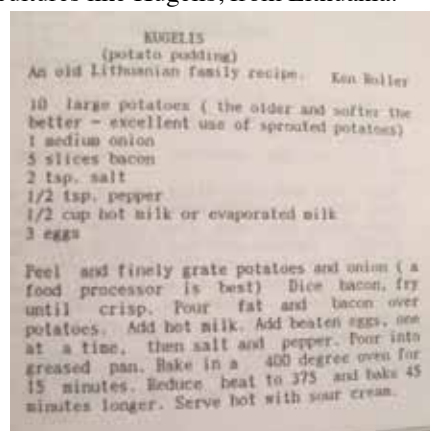 KUGELIS
(potato pudding)
An old Lithuanian family recipe. Ken Roller
10 large potatoes ( the older and softer the
better - excellent use of sprouted potatoes)
1 medium onion
5 slices bacon
2 tsp. salt
1/2 tsp. pepper
1/2 cup hot milk or evaporated milk
3 eggs
Peel and finely grate potatoes and onion ( a
food processor is best) Dice bacon, fry
until crisp. Pour fat and bacon over
potatoes. Add hot milk. Add beaten eggs, one
at a time, then salt and pepper. Pour into
greased pan. Bake in a 400 degree oven for
15 minutes. Reduce heat to 375 and bake 45
minutes longer. Serve hot with sour cream.